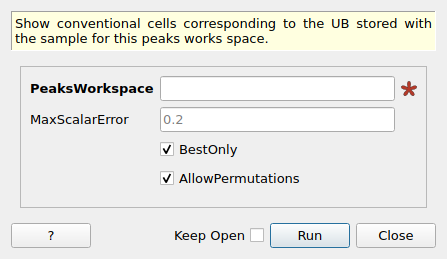 Show conventional cells corresponding to the UB stored with
the sample for this peaks works space.
PeaksWorkspace *
MaxScalarError 0.2
BestOnly
AllowPermutations
? Keep Open Run Close